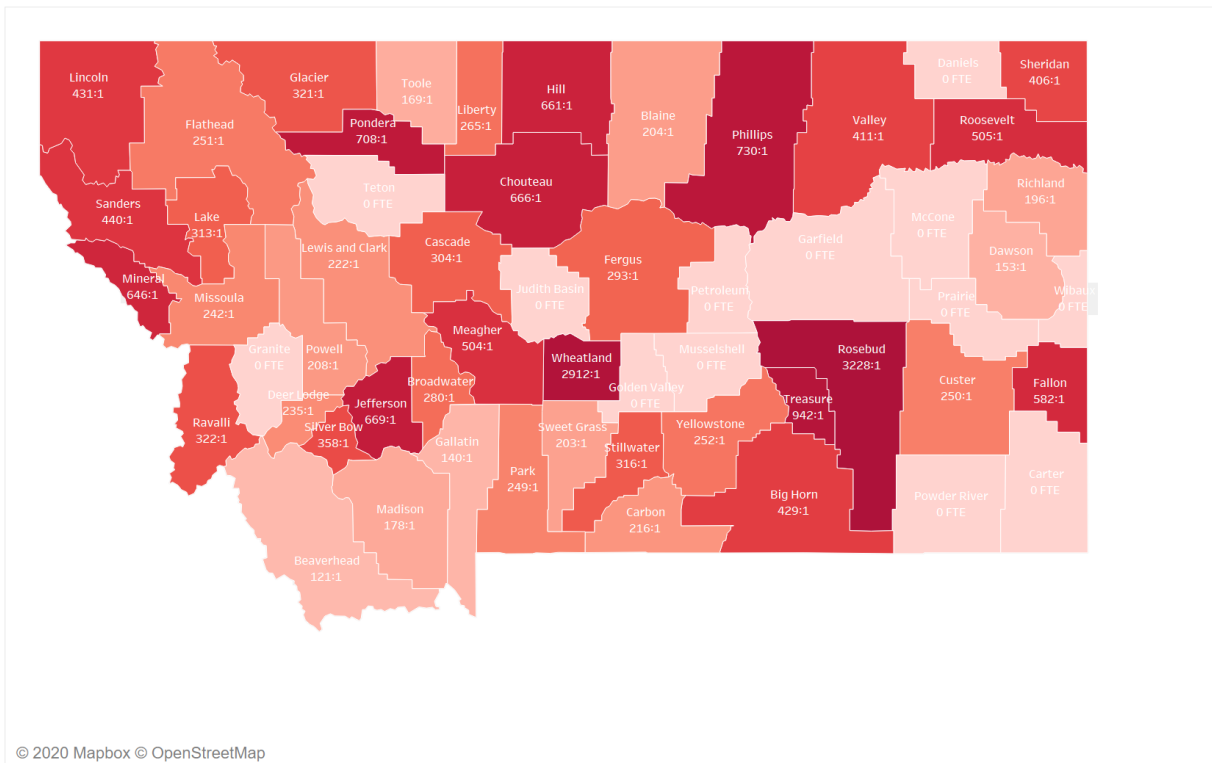 Lincoln
431:1
Flathead
251:1
Glacier
321:1
Toole
169:1
Liberty
265:1
Hill
661:1
Blaine
204:1
Phillips
730:1
Valley
411:1
Daniels
0 FTE
Sheridan
406:1
Roosevelt
505:1
Pondera
708:1
Teton
0 FTE
Chouteau
666:1
Sanders
440:1
Lake
313:1
Lewis and Clark
222:1
Cascade
304:1
Fergus
293:1
Garfield
0 FTE
McCone
0 FTE
Richland
196:1
Dawson
153:1
Mineral
646:1
Missoula
242:1
Judith Basin
0 FTE
Petroleum
0 FTE
Prairie
0 FTE
Wibaux
0 FTE
Granite
0 FTE
Powell
208:1
Meagher
504:1
Wheatland
2912:1
Musselshell
0 FTE
Rosebud
3228:1
Golden Valley
0 FTE
Custer
250:1
Fallon
582:1
Ravalli
322:1
Deer Lodge
235:1
Silver Bow
358:1
Jefferson
669:1
Broadwater
280:1
Gallatin
140:1
Park
249:1
Sweet Grass
203:1
Stillwater
316:1
Yellowstone
252:1
Treasure
942:1
Madison
178:1
Carbon
216:1
Big Horn
429:1
Powder River
0 FTE
Carter
0 FTE
Beaverhead
121:1
© 2020 Mapbox © OpenStreetMap